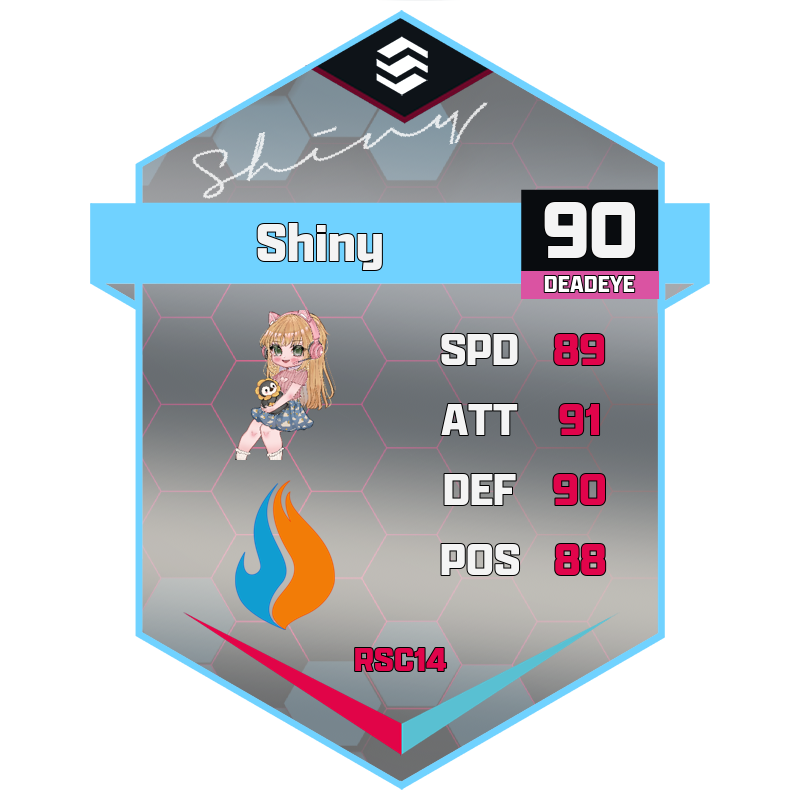 Shiny
Shiny
90
DEADEYE
SPD 89
ATT 91
DEF 90
POS 88
RSC14